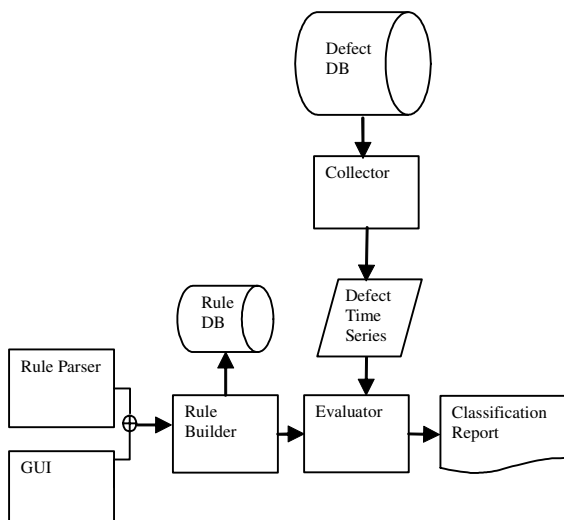 Defect
DB
Collector
Defect
Time
Series
Rule
DB
Rule Parser
GUI
Rule
Builder
Evaluator
Classification
Report